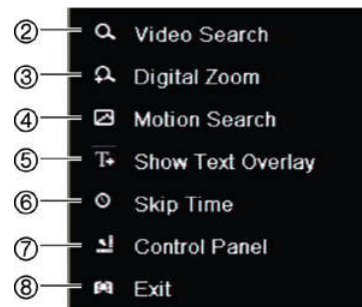 ② Video Search
③ Digital Zoom
④ Motion Search
⑤ T+ Show Text Overlay
⑥ Skip Time
⑦ Control Panel
⑧ Exit